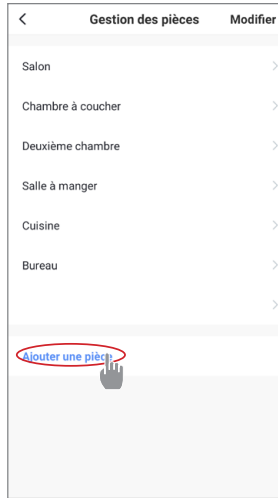 Gestion des pièces
Modifier
Salon
Chambre à coucher
Deuxième chambre
Salle à manger
Cuisine
Bureau
Ajouter une pièce